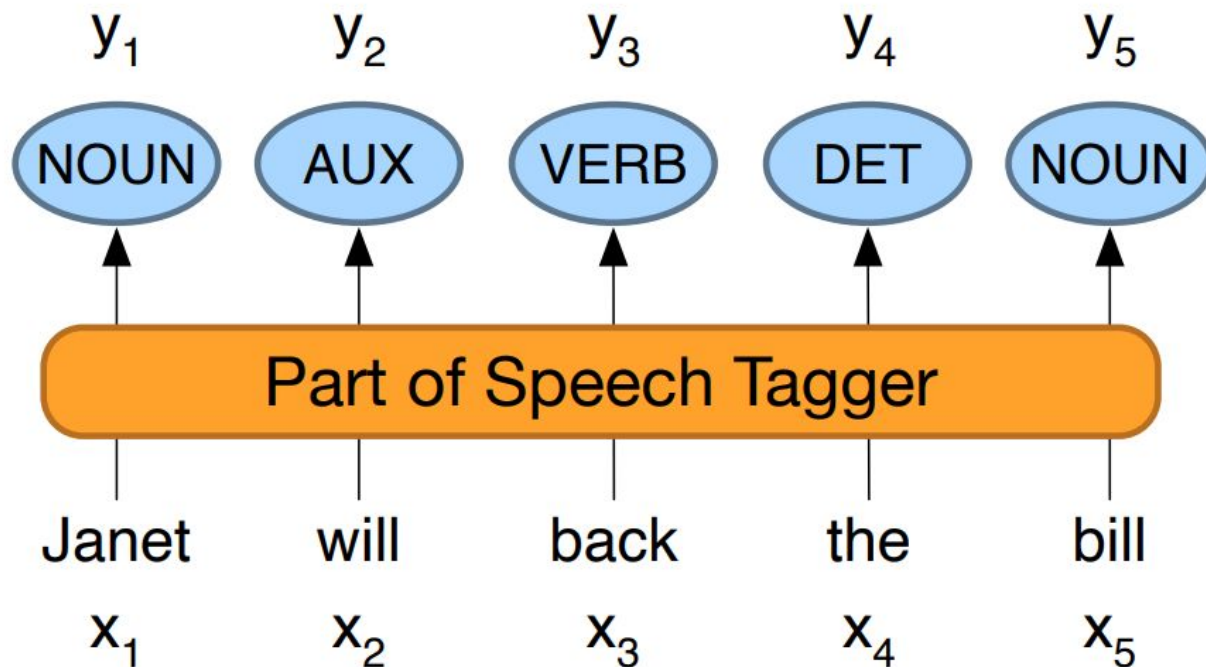 y₁ y₂ y₃ y₄ y₅
NOUN AUX VERB DET NOUN
Part of Speech Tagger
Janet will back the bill
x₁ x₂ x₃ x₄ x₅